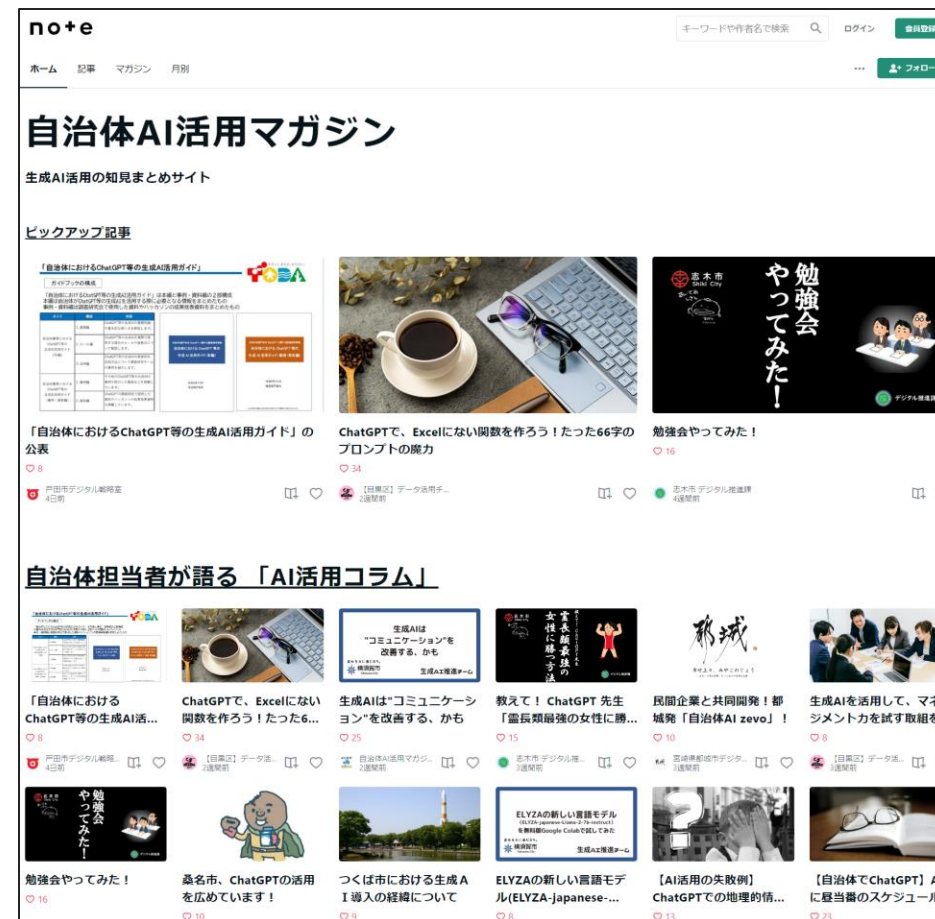 note
キーワードや作者名で検索
ログイン
会員登録
ホーム
記事
マガジン
月別
フォロー
自治体AI活用マガジン
生成AI活用の知見まとめサイト
ピックアップ記事
「自治体におけるChatGPT等の生成AI活用ガイド」
ガイドブックの構成
TODA
志木市
Shiki City
勉強会
やってみた！
デジタル推進課
「自治体におけるChatGPT等の生成AI活用ガイド」の
公表
8
戸田市デジタル戦略室
4日前
ChatGPTで、Excelにない関数を作ろう！たった66字の
プロンプトの魔力
34
【目黒区】データ活用チ...
2週間前
勉強会やってみた！
16
志木市 デジタル推進課
4週間前
自治体担当者が語る 「AI活用コラム」
生成AIは
"コミュニケーション"を
改善する、かも
横須賀市
生成AI推進チーム
教えて！ChatGPT先生
霊長類最強の
女性に勝つ方法
都城
「自治体における
ChatGPT等の生成AI活...
8
戸田市デジタル戦略...
4日前
ChatGPTで、Excelにない
関数を作ろう！たった6...
34
【目黒区】データ活...
2週間前
生成AIは"コミュニケーシ
ョン"を改善する、かも
25
自治体AI活用マガジ...
2週間前
教えて！ ChatGPT 先生
「霊長類最強の女性に勝...
15
志木市 デジタル推...
3週間前
民間企業と共同開発！都
城発「自治体AI zevo」！
10
宮崎県都城市デジタ...
3週間前
生成AIを活用して、マネ
ジメント力を試す取組を
8
【目黒区】データ活...
3週間前
勉強会
やってみた！
ELYZAの新しい言語モデル
(ELYZA-japanese-Llama-2-7b-instruct)
を無料版Google Colabで試してみた
横須賀市
生成AI推進チーム
勉強会やってみた！
16
桑名市、ChatGPTの活用
を広めています！
10
つくば市における生成A
I導入の経緯について
9
ELYZAの新しい言語モデ
ル(ELYZA-japanese-...
8
【AI活用の失敗例】
ChatGPTでの地理的情...
13
【自治体でChatGPT】A
に昼当番のスケジュール
23